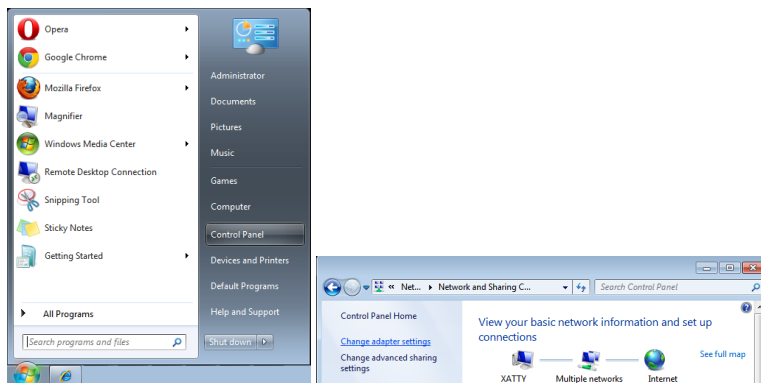 Opera
Google Chrome
Mozilla Firefox
Magnifier
Windows Media Center
Remote Desktop Connection
Snipping Tool
Sticky Notes
Getting Started
All Programs
Search programs and files
Administrator
Documents
Pictures
Music
Games
Computer
Control Panel
Devices and Printers
Default Programs
Help and Support
Shut down
« Net... Network and Sharing C...
Search Control Panel
Control Panel Home
Change adapter settings
Change advanced sharing
settings
View your basic network information and set up
connections
See full map
XATTY Multiple networks Internet